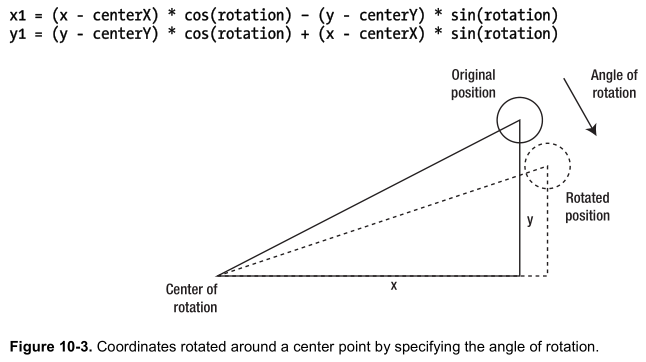 x1 = (x - centerX) * cos(rotation) – (y - centerY) * sin(rotation)
y1 = (y - centerY) * cos(rotation) + (x - centerX) * sin(rotation)
Original
position
Angle of
rotation
Rotated
position
y
x
Center of
rotation
Figure 10-3. Coordinates rotated around a center point by specifying the angle of rotation.